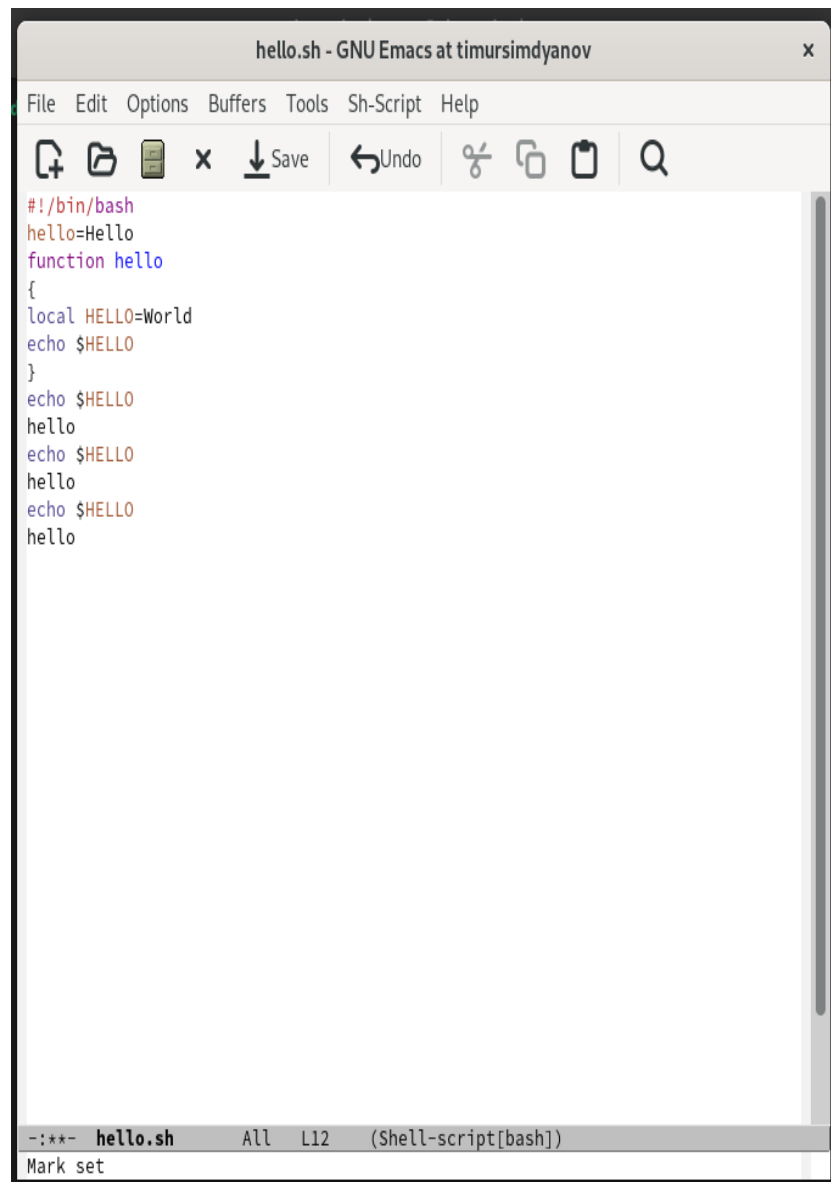 hello.sh - GNU Emacs at timursimdyanov x
File Edit Options Buffers Tools Sh-Script Help
Save Undo
#!/bin/bash
hello=Hello
function hello
{
local HELLO=World
echo $HELLO
}
echo $HELLO
hello
echo $HELLO
hello
echo $HELLO
hello
-:**- hello.sh All L12 (Shell-script[bash])
Mark set